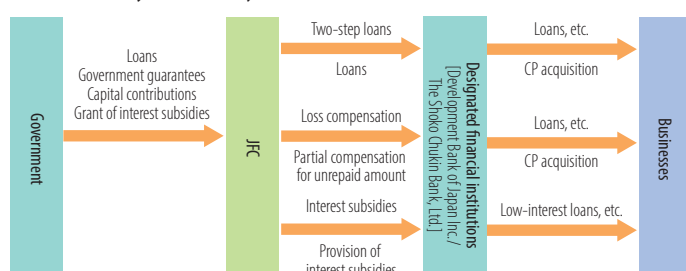 Government
Loans
Government guarantees
Capital contributions
Grant of interest subsidies
JFC
Two-step loans
Loans
Loss compensation
Partial compensation
for unrepaid amount
Interest subsidies
Provision of
interest subsidies
Designated financial institutions
[Development Bank of Japan Inc./
The Shoko Chukin Bank, Ltd.]
Loans, etc.
CP acquisition
Loans, etc.
CP acquisition
Low-interest loans, etc.
Businesses